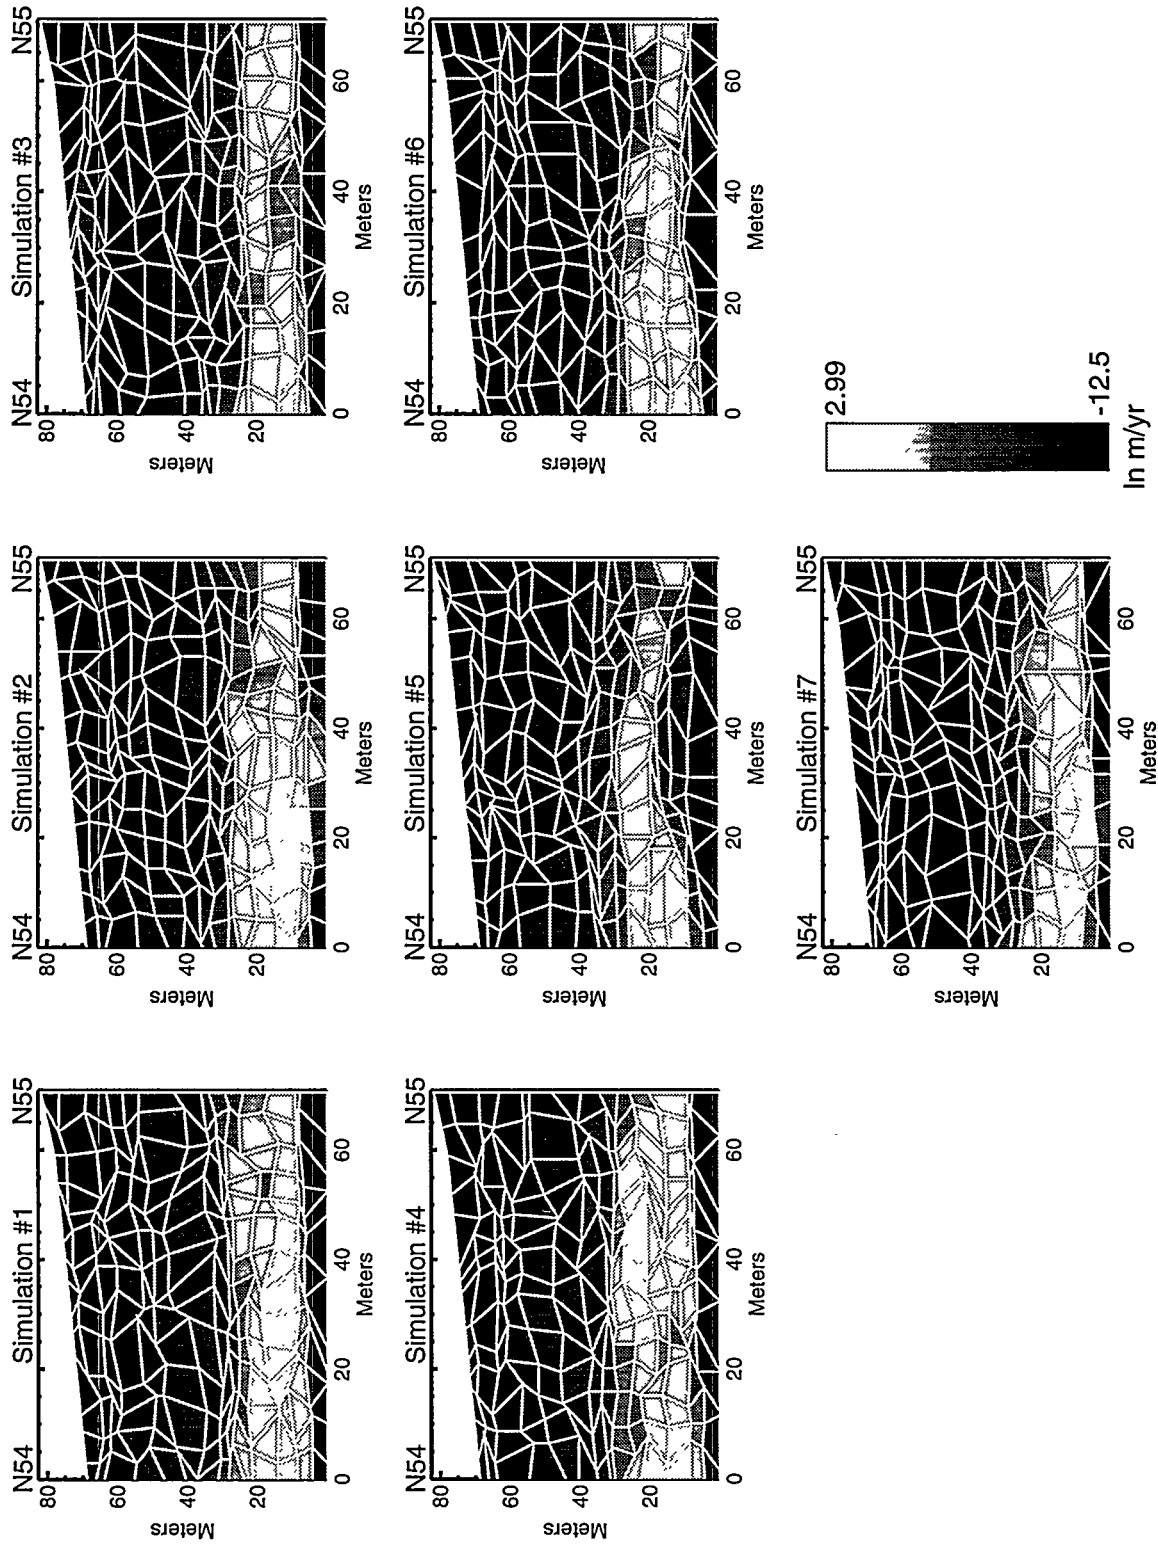 N54 Simulation #1 N55
80
60
40
20
Meters
0 20 40 60
Meters
N54 Simulation #2 N55
80
60
40
20
Meters
0 20 40 60
Meters
N54 Simulation #3 N55
80
60
40
20
Meters
0 20 40 60
Meters
N54 Simulation #4 N55
80
60
40
20
Meters
0 20 40 60
Meters
N54 Simulation #5 N55
80
60
40
20
Meters
0 20 40 60
Meters
N54 Simulation #6 N55
80
60
40
20
Meters
0 20 40 60
Meters
N54 Simulation #7 N55
80
60
40
20
Meters
0 20 40 60
Meters
2.99
-12.5
ln m/yr